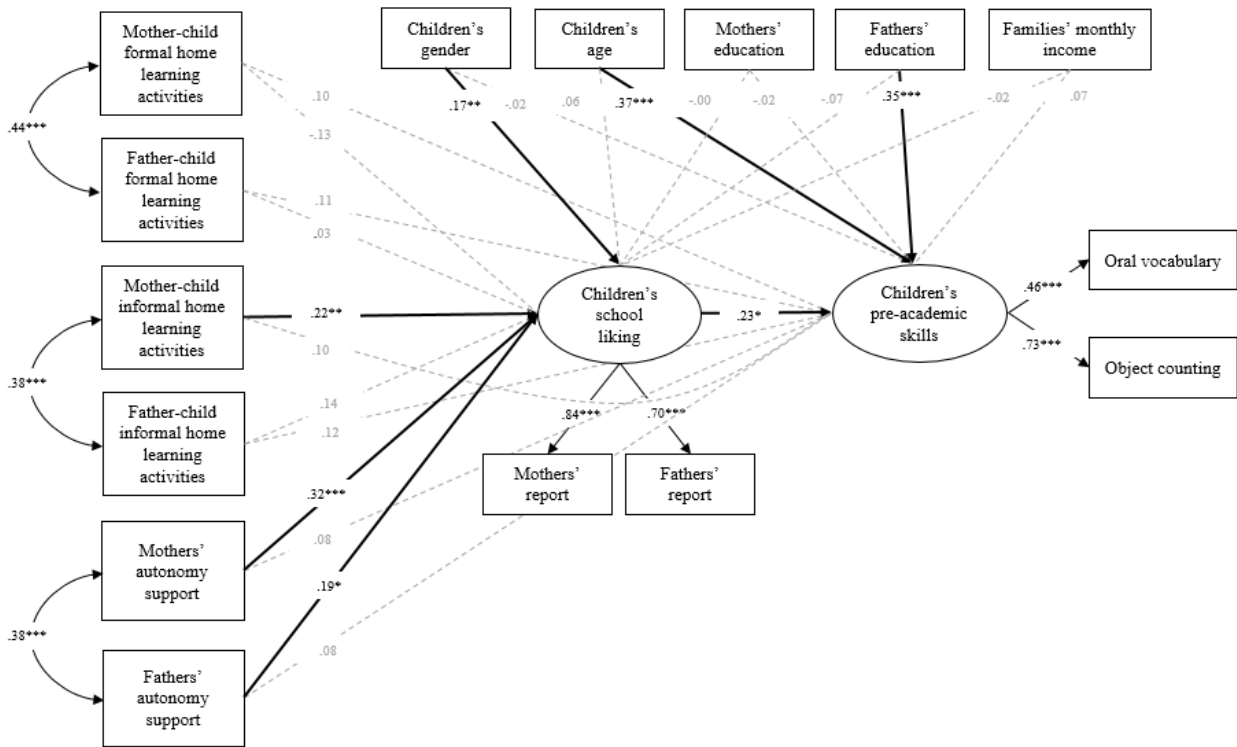 Mother-child
formal home
learning
activities
Father-child
formal home
learning
activities
Mother-child
informal home
learning
activities
Father-child
informal home
learning
activities
Mothers'
autonomy
support
Fathers'
autonomy
support
.44***
.38***
.38***
Children's
gender
Children's
age
Mothers'
education
Fathers'
education
Families' monthly
income
.17**
-.02
.06
.37***
-.00
-.02
-.07
.35***
-.02
.07
.10
-.13
.11
.03
.22**
.10
.14
.12
.32***
.08
.19*
.08
Children's
school
liking
.23*
Children's
pre-academic
skills
.84***
.70***
Mothers'
report
Fathers'
report
.46***
.73***
Oral vocabulary
Object counting